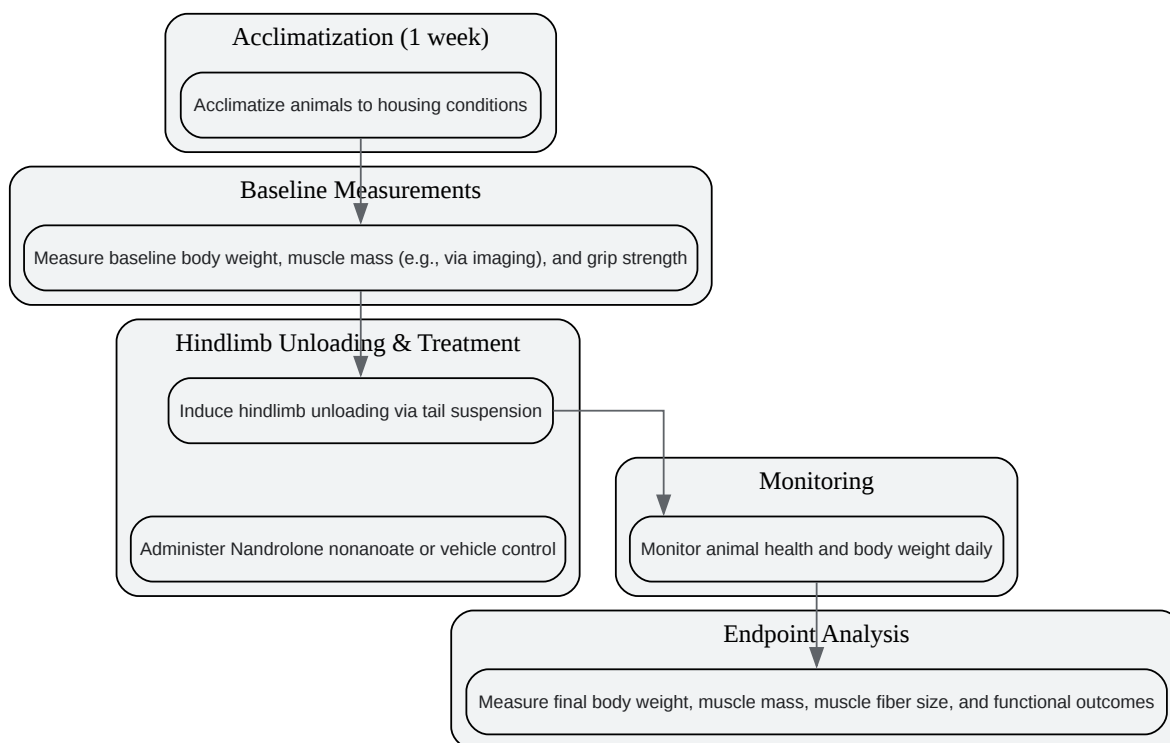 Acclimatization (1 week)
Acclimatize animals to housing conditions
Baseline Measurements
Measure baseline body weight, muscle mass (e.g., via imaging), and grip strength
Hindlimb Unloading & Treatment
Induce hindlimb unloading via tail suspension
Administer Nandrolone nonanoate or vehicle control
Monitoring
Monitor animal health and body weight daily
Endpoint Analysis
Measure final body weight, muscle mass, muscle fiber size, and functional outcomes